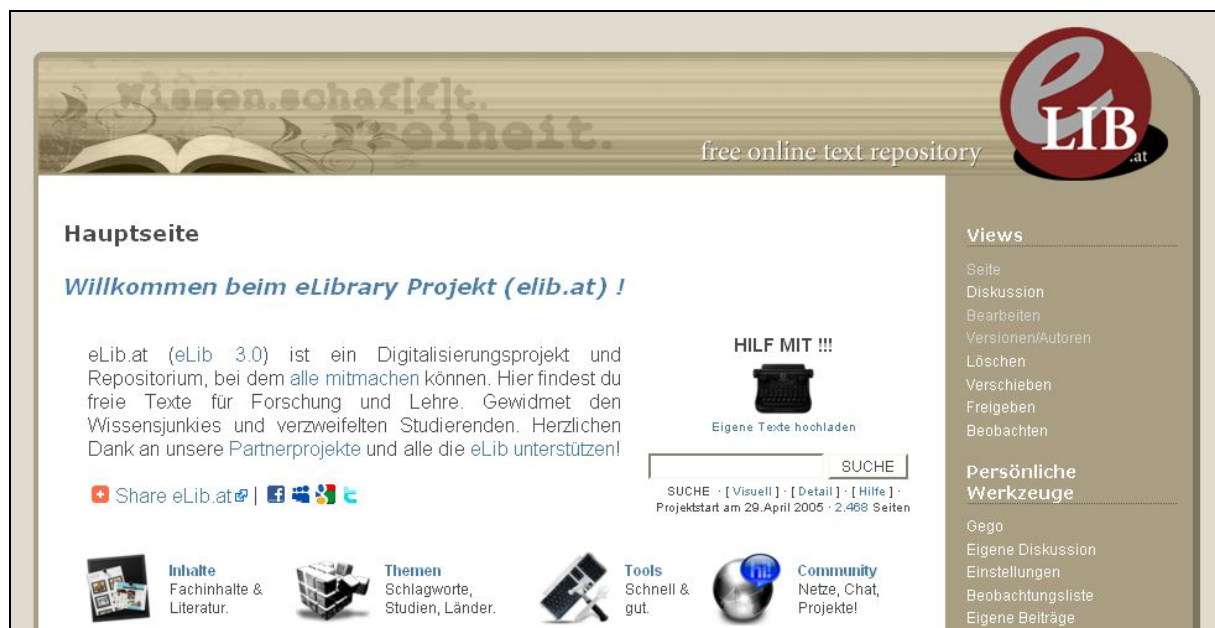 Wissen.schaf[f]t.
Freiheit.
free online text repository
e
LIB
.at
Hauptseite
Willkommen beim eLibrary Projekt (elib.at) !
eLib.at (eLib 3.0) ist ein Digitalisierungsprojekt und
Repositorium, bei dem alle mitmachen können. Hier findest du
freie Texte für Forschung und Lehre. Gewidmet den
Wissensjunkies und verzweifelten Studierenden. Herzlichen
Dank an unsere Partnerprojekte und alle die eLib unterstützen!
Share eLib.at |
HILF MIT !!!
Eigene Texte hochladen
SUCHE
SUCHE · [ Visuell ] · [ Detail ] · [ Hilfe ] ·
Projektstart am 29.April 2005 · 2.468 Seiten
Inhalte
Fachinhalte &
Literatur.
Themen
Schlagworte,
Studien, Länder.
Tools
Schnell &
gut.
hi!
Community
Netze, Chat,
Projekte!
Views
Seite
Diskussion
Bearbeiten
Versionen/Autoren
Löschen
Verschieben
Freigeben
Beobachten
Persönliche
Werkzeuge
Gego
Eigene Diskussion
Einstellungen
Beobachtungsliste
Eigene Beiträge